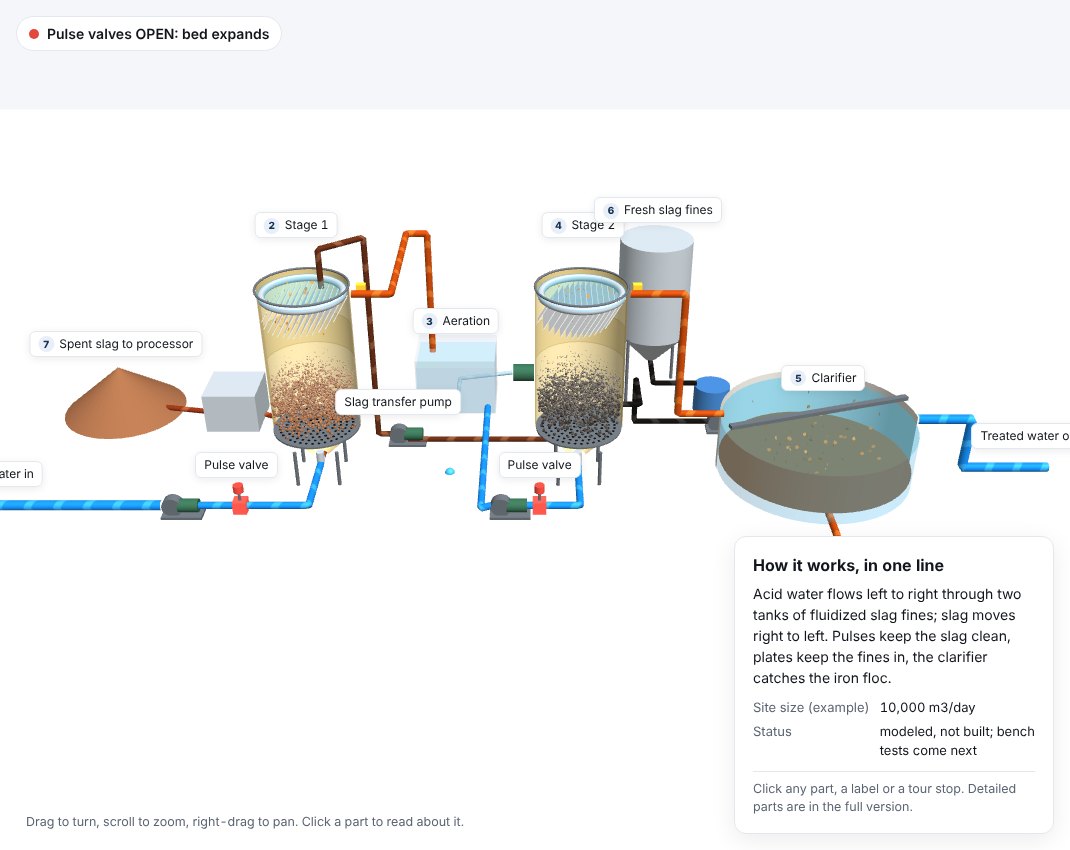 Pulse valves OPEN: bed expands
6 Fresh slag fines
2 Stage 1
4 Stage 2
3 Aeration
7 Spent slag to processor
5 Clarifier
Slag transfer pump
Treated water o
Pulse valve
Pulse valve
ater in
How it works, in one line
Acid water flows left to right through two
tanks of fluidized slag fines; slag moves
right to left. Pulses keep the slag clean,
plates keep the fines in, the clarifier
catches the iron floc.
Site size (example) 10,000 m3/day
Status modeled, not built; bench
tests come next
Click any part, a label or a tour stop. Detailed
parts are in the full version.
Drag to turn, scroll to zoom, right-drag to pan. Click a part to read about it.